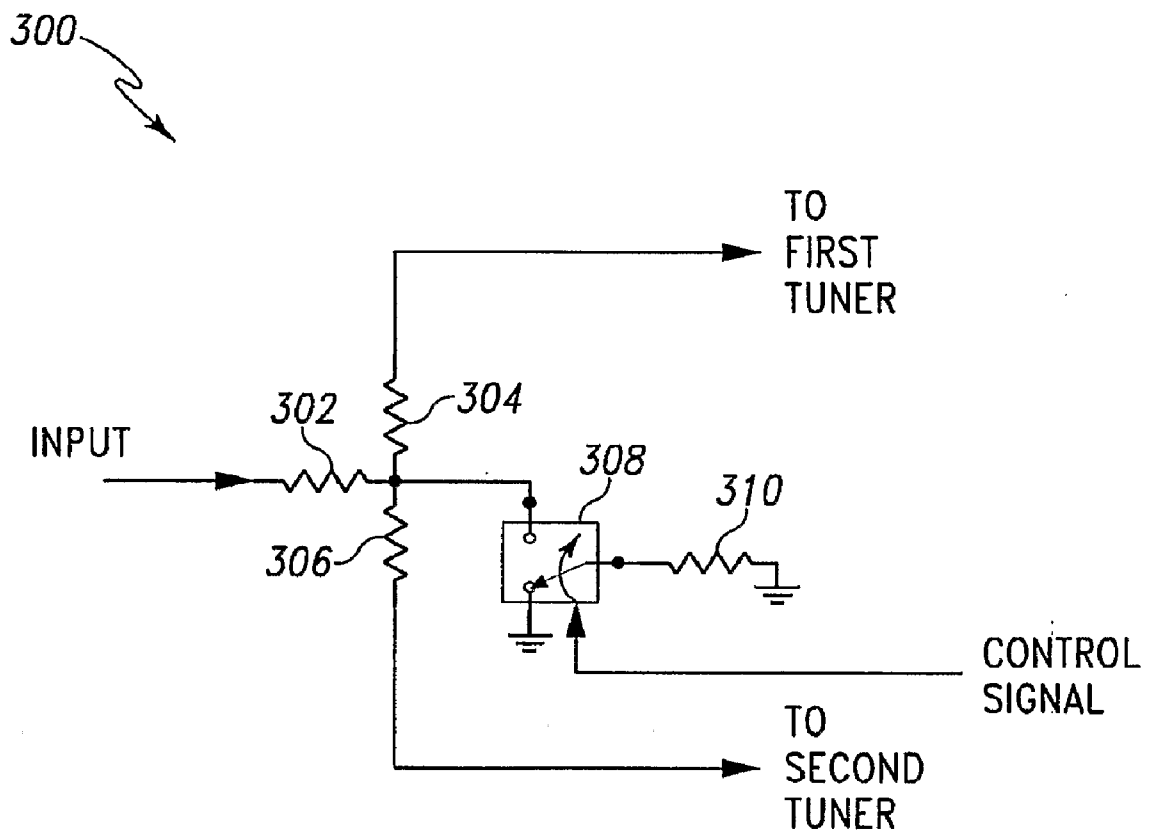 300
TO
FIRST
TUNER
302
304
INPUT
308
310
306
CONTROL
SIGNAL
TO
SECOND
TUNER